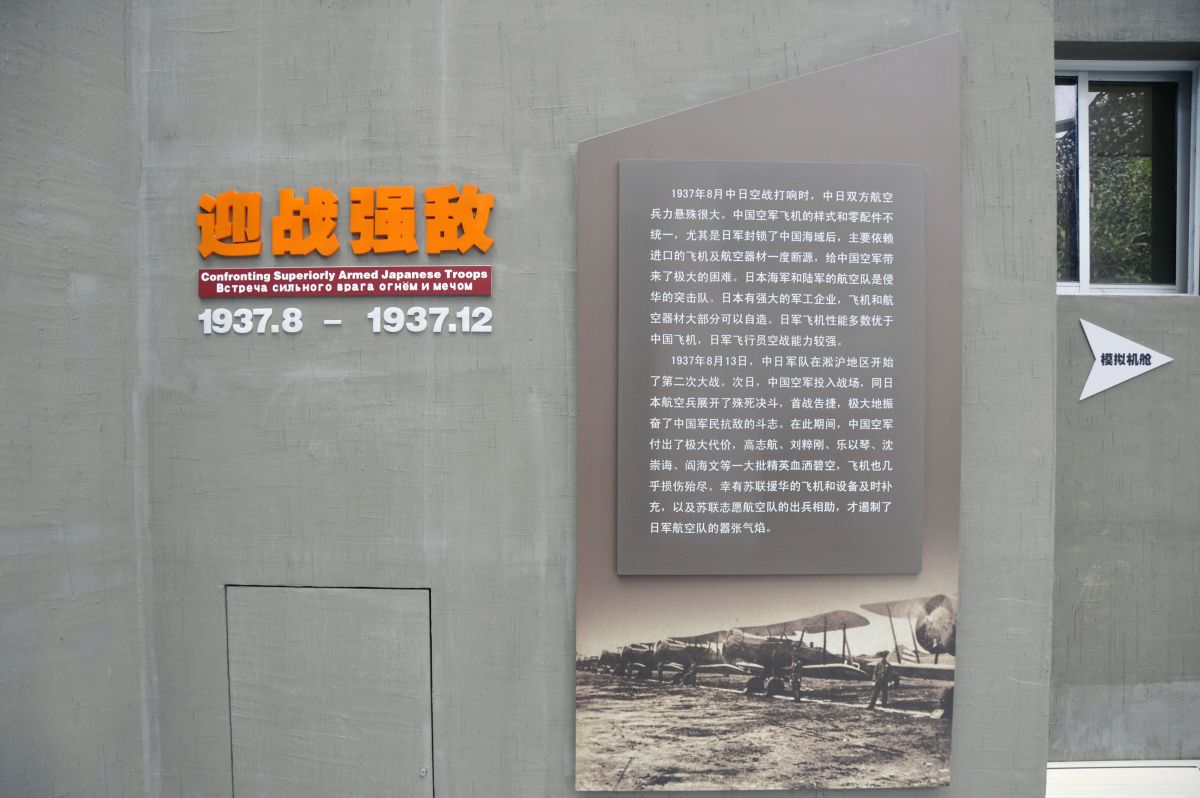 迎战强敌
Confronting Superiorly Armed Japanese Troops
Встреча сильного врага огнём и мечом
1937.8 - 1937.12
1937年8月中日空战打响时，中日双方航空
兵力悬殊很大。中国空军飞机的样式和零配件不
统一，尤其是日军封锁了中国海域后，主要依赖
进口的飞机及航空器材一度断源，给中国空军带
来了极大的困难。日本海军和陆军的航空队是侵
华的突击队。日本有强大的军工企业，飞机和航
空器材大部分可以自造。日军飞机性能多数优于
中国飞机，日军飞行员空战能力较强。
1937年8月13日，中日军队在淞沪地区开始
了第二次大战。次日，中国空军投入战场，同日
本航空兵展开了殊死决斗，首战告捷，极大地振
奋了中国军民抗敌的斗志。在此期间，中国空军
付出了极大代价，高志航、刘粹刚、乐以琴、沈
崇诲、阎海文等一大批精英血洒碧空，飞机也几
乎损伤殆尽。幸有苏联援华的飞机和设备及时补
充，以及苏联志愿航空队的出兵相助，才遏制了
日军航空队的嚣张气焰。
模拟机舱